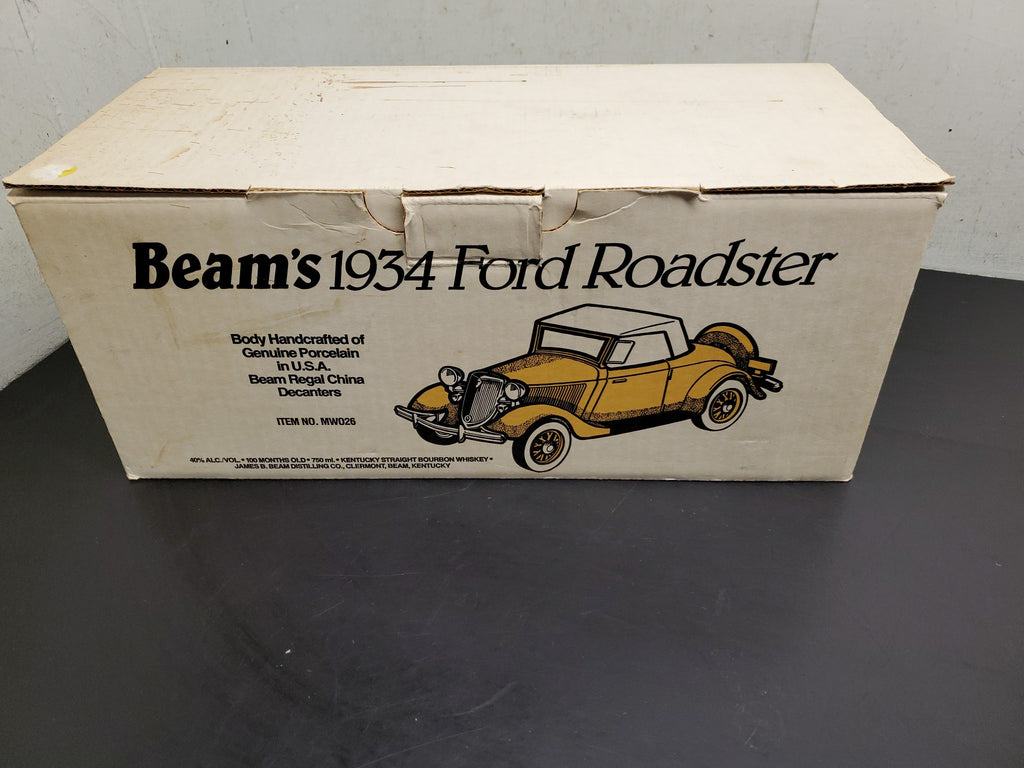 Beam's 1934 Ford Roadster
Body Handcrafted of
Genuine Porcelain
in U.S.A.
Beam Regal China
Decanters
ITEM NO. MW026
40% ALC./VOL. • 100 MONTHS OLD • 750 ml. • KENTUCKY STRAIGHT BOURBON WHISKEY •
JAMES B. BEAM DISTILLING CO., CLERMONT, BEAM, KENTUCKY